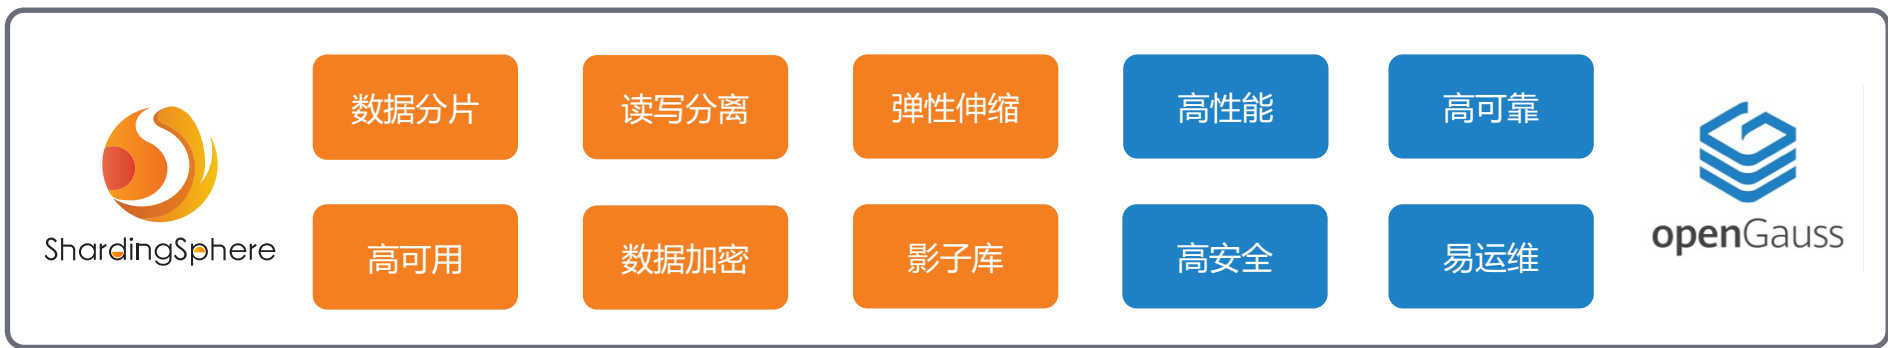 数据分片
读写分离
弹性伸缩
高性能
高可靠
ShardingSphere
高可用
数据加密
影子库
高安全
易运维
openGauss